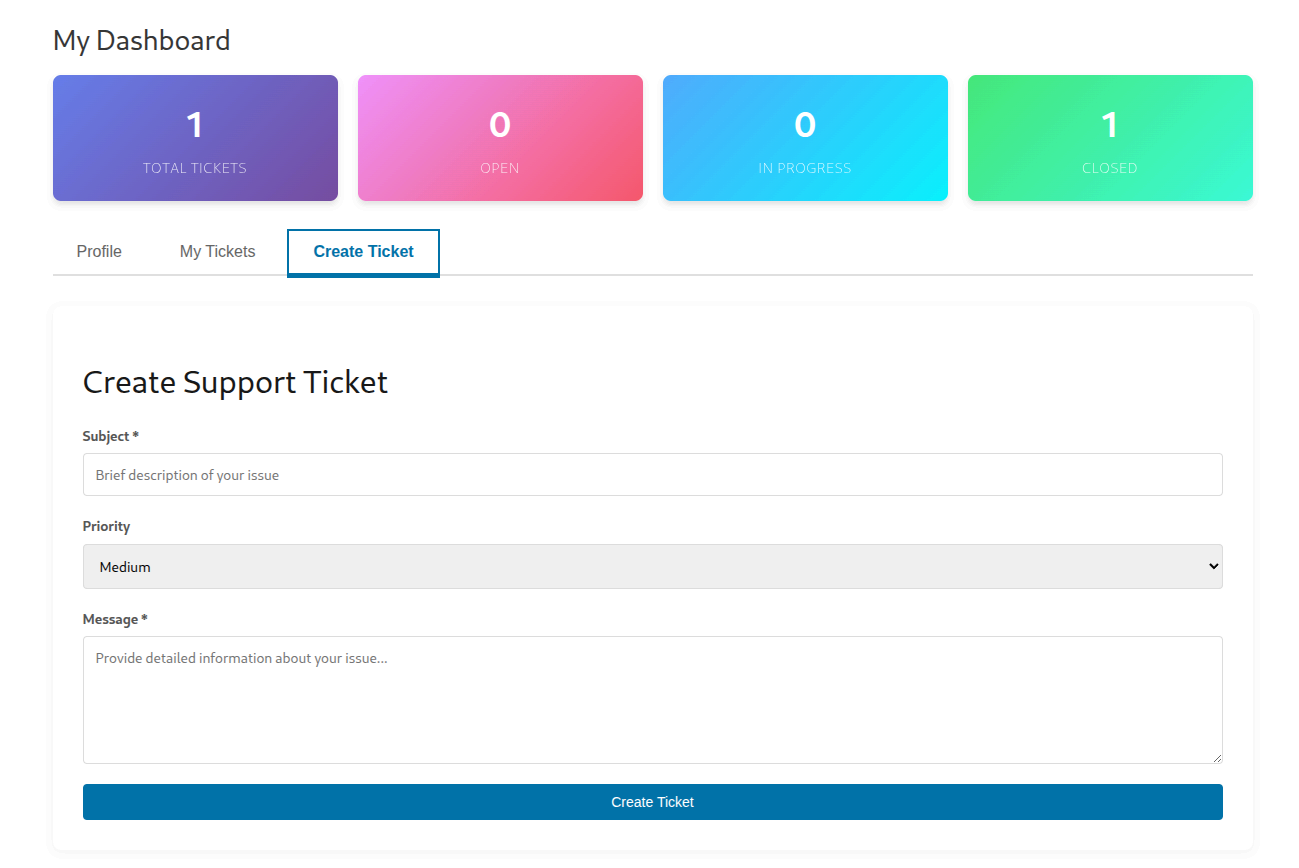 My Dashboard
1
TOTAL TICKETS
0
OPEN
0
IN PROGRESS
1
CLOSED
Profile
My Tickets
Create Ticket
Create Support Ticket
Subject *
Brief description of your issue
Priority
Medium
Message *
Provide detailed information about your issue...
Create Ticket